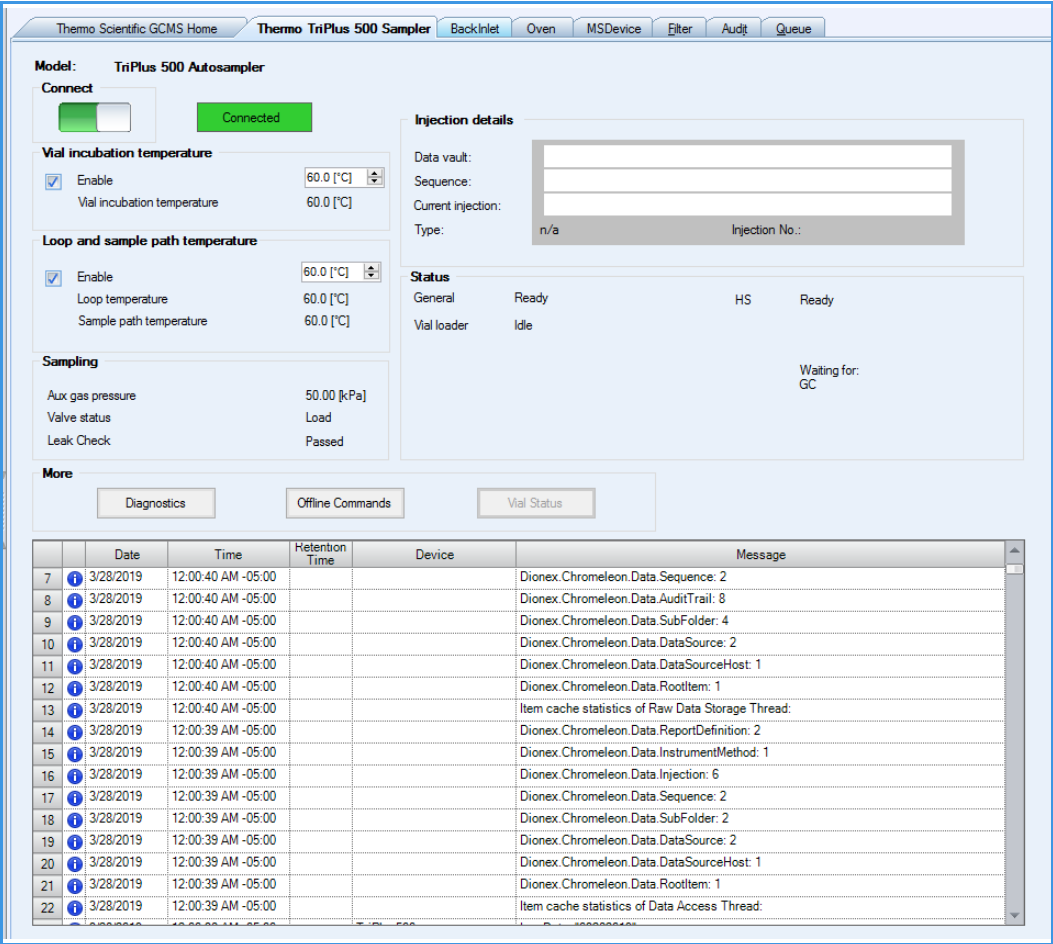 Thermo Scientific GCMS Home Thermo TriPlus 500 Sampler BackInlet Oven MSDevice Filter Audit Queue
Model: TriPlus 500 Autosampler
Connect
Connected
Vial incubation temperature
Enable 60.0 [°C]
Vial incubation temperature 60.0 [°C]
Loop and sample path temperature
Enable 60.0 [°C]
Loop temperature 60.0 [°C]
Sample path temperature 60.0 [°C]
Sampling
Aux gas pressure 50.00 [kPa]
Valve status Load
Leak Check Passed
Injection details
Data vault:
Sequence:
Current injection:
Type: n/a Injection No.:
Status
General Ready HS Ready
Vial loader Idle
Waiting for:
GC
More
Diagnostics Offline Commands Vial Status
Date Time Retention Time Device Message
7 3/28/2019 12:00:40 AM -05:00 Dionex.Chromeleon.Data.Sequence: 2
8 3/28/2019 12:00:40 AM -05:00 Dionex.Chromeleon.Data.AuditTrail: 8
9 3/28/2019 12:00:40 AM -05:00 Dionex.Chromeleon.Data.SubFolder: 4
10 3/28/2019 12:00:40 AM -05:00 Dionex.Chromeleon.Data.DataSource: 2
11 3/28/2019 12:00:40 AM -05:00 Dionex.Chromeleon.Data.DataSourceHost: 1
12 3/28/2019 12:00:40 AM -05:00 Dionex.Chromeleon.Data.RootItem: 1
13 3/28/2019 12:00:40 AM -05:00 Item cache statistics of Raw Data Storage Thread:
14 3/28/2019 12:00:39 AM -05:00 Dionex.Chromeleon.Data.ReportDefinition: 2
15 3/28/2019 12:00:39 AM -05:00 Dionex.Chromeleon.Data.InstrumentMethod: 1
16 3/28/2019 12:00:39 AM -05:00 Dionex.Chromeleon.Data.Injection: 6
17 3/28/2019 12:00:39 AM -05:00 Dionex.Chromeleon.Data.Sequence: 2
18 3/28/2019 12:00:39 AM -05:00 Dionex.Chromeleon.Data.SubFolder: 2
19 3/28/2019 12:00:39 AM -05:00 Dionex.Chromeleon.Data.DataSource: 2
20 3/28/2019 12:00:39 AM -05:00 Dionex.Chromeleon.Data.DataSourceHost: 1
21 3/28/2019 12:00:39 AM -05:00 Dionex.Chromeleon.Data.RootItem: 1
22 3/28/2019 12:00:39 AM -05:00 Item cache statistics of Data Access Thread: